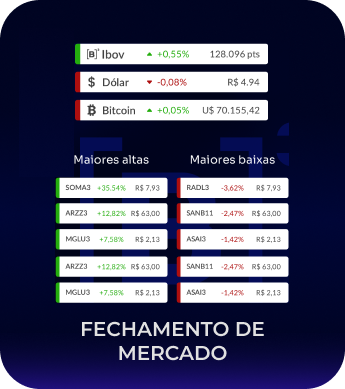 [B]³ Ibov +0,55% 128.096 pts
$ Dólar -0,08% R$ 4.94
₿ Bitcoin +0,05% U$ 70.155,42
Maiores altas Maiores baixas
SOMA3 +35,54% R$ 7,93 RADL3 -3,62% R$ 7,93
ARZZ3 +12,82% R$ 63,00 SANB11 -2,47% R$ 63,00
MGLU3 +7,58% R$ 2,13 ASAI3 -1,42% R$ 2,13
ARZZ3 +12,82% R$ 63,00 SANB11 -2,47% R$ 63,00
MGLU3 +7,58% R$ 2,13 ASAI3 -1,42% R$ 2,13
FECHAMENTO DE
MERCADO